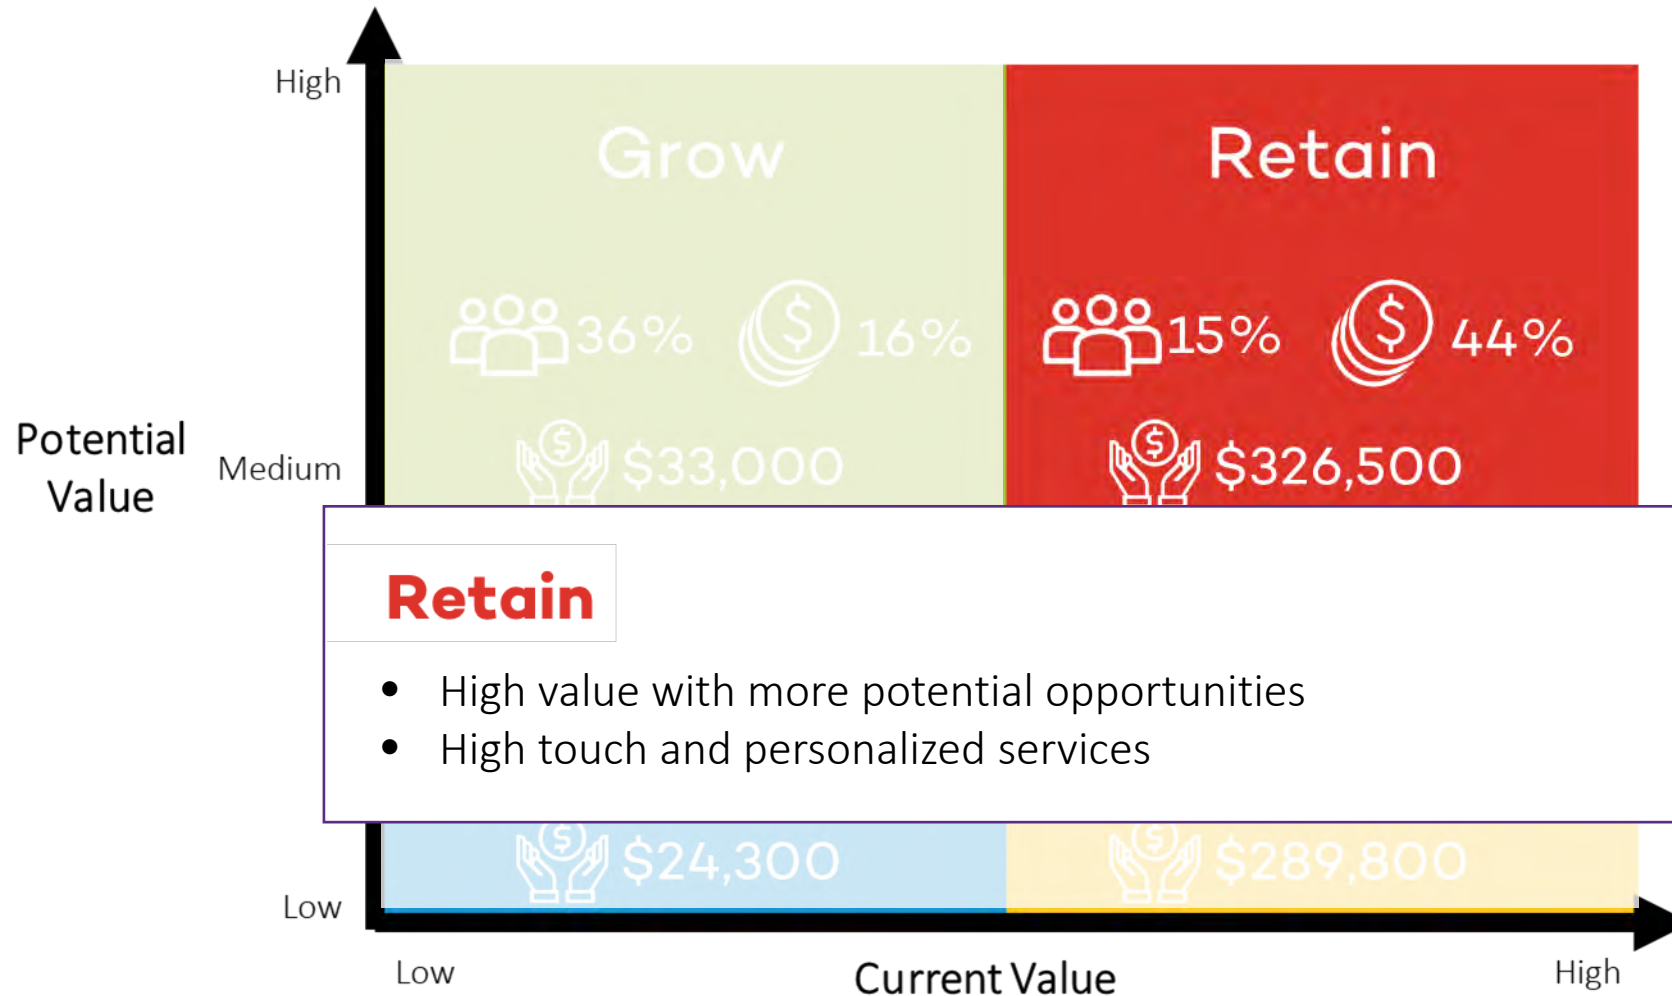 High
Grow
Retain
36%
16%
15%
44%
Potential
Value
Medium
$33,000
$326,500
Retain
• High value with more potential opportunities
• High touch and personalized services
$24,300
$289,800
Low
Low
Current Value
High